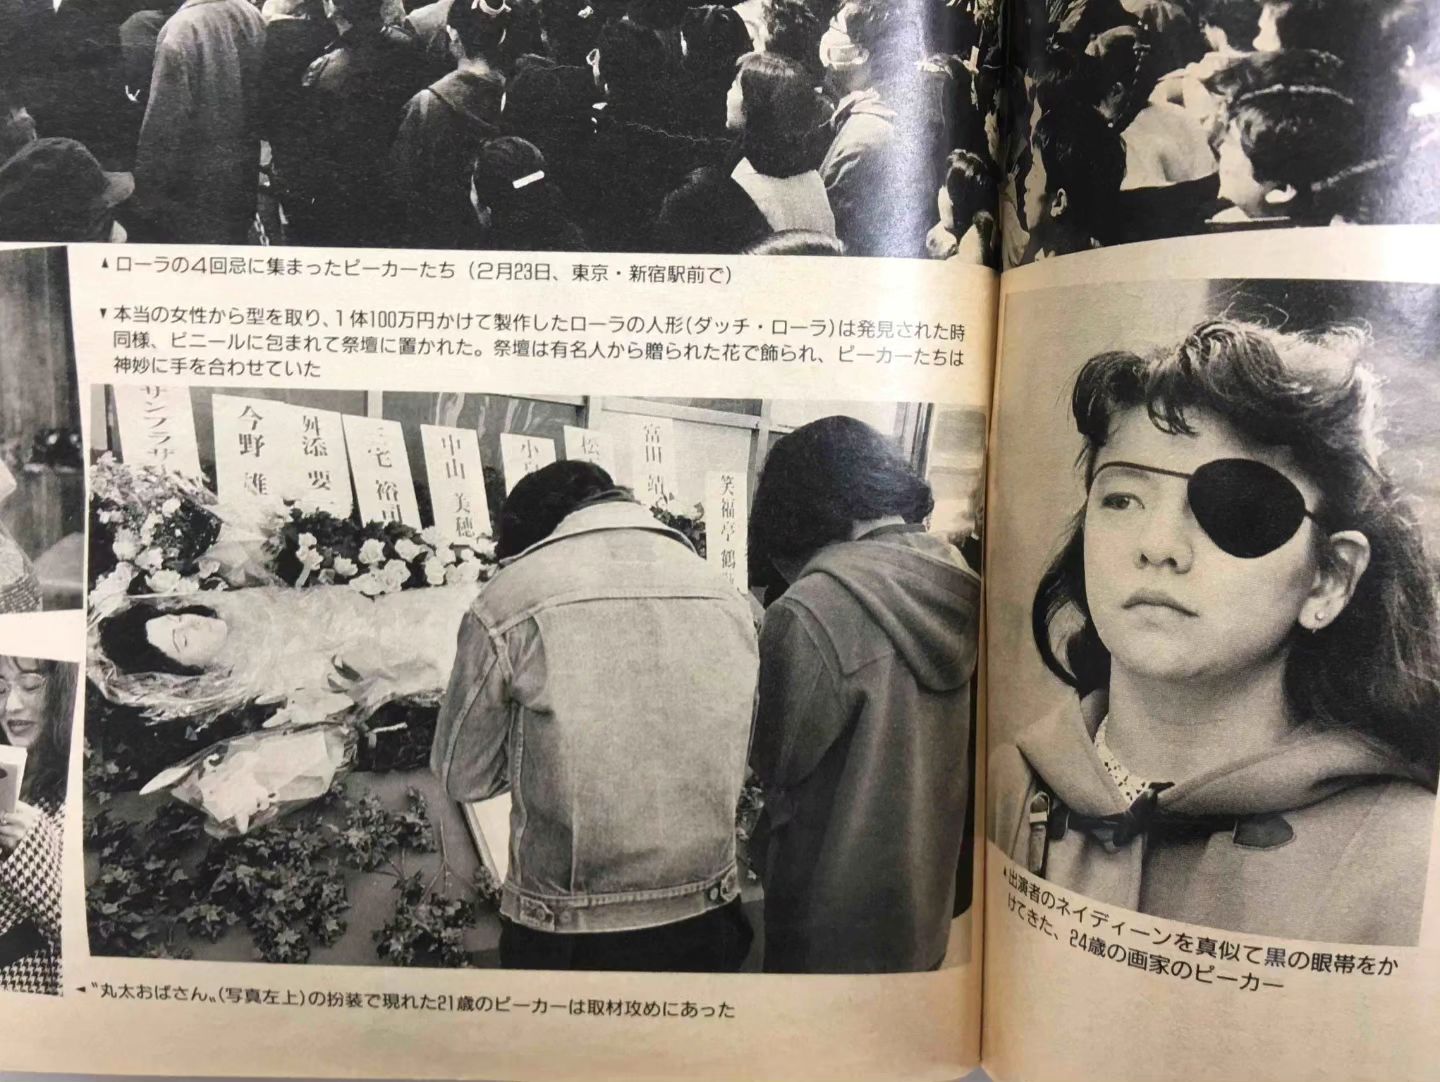 ▲ローラの4回忌に集まったピーカーたち（2月23日、東京・新宿駅前で）
▼本当の女性から型を取り、1体100万円かけて製作したローラの人形（ダッチ・ローラ）は発見された時
同様、ビニールに包まれて祭壇に置かれた。祭壇は有名人から贈られた花で飾られ、ピーカーたちは
神妙に手を合わせていた
サンプラザ
今野雄
舛添要
三宅裕司
中山美穂
小
松
富田靖
笑福亭鶴
▲出演者のネイディーンを真似て黒の眼帯をか
けてきた、24歳の画家のピーカー
◀“丸太おばさん„（写真左上）の扮装で現れた21歳のピーカーは取材攻めにあった